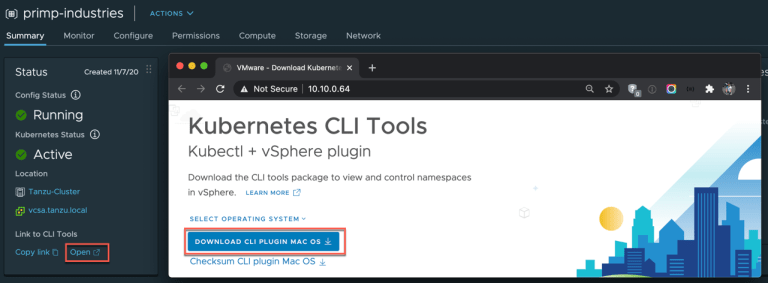 primp-industries
ACTIONS
Summary Monitor Configure Permissions Compute Storage Network
Status
Created 11/7/20
Config Status
Running
Kubernetes Status
Active
Location
Tanzu-Cluster
vcsa.tanzu.local
Link to CLI Tools
Copy link
Open
VMware - Download Kubernete
Not Secure | 10.10.0.64
Kubernetes CLI Tools
Kubectl + vSphere plugin
Download the CLI tools package to view and control namespaces
in vSphere. LEARN MORE
SELECT OPERATING SYSTEM
DOWNLOAD CLI PLUGIN MAC OS
Checksum CLI plugin Mac OS